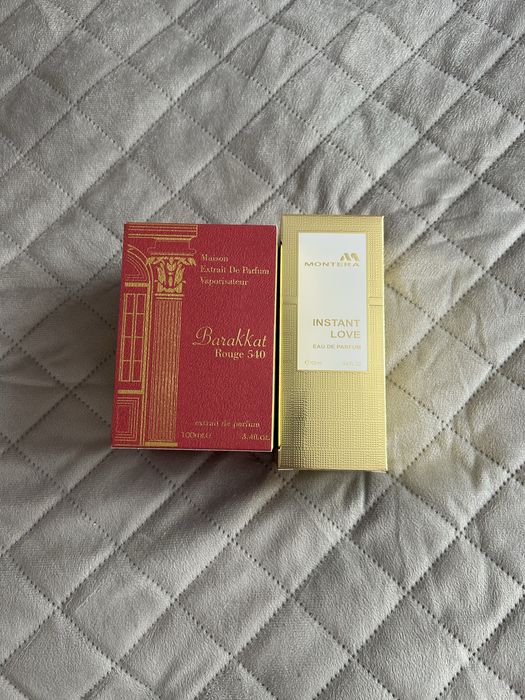 Maison
Extrait De Parfum
Vaporisateur
Barakkat
Rouge 540
extrait de parfum
100ml.℮ 3.4fl.oz.
MONTERA
INSTANT
LOVE
EAU DE PARFUM